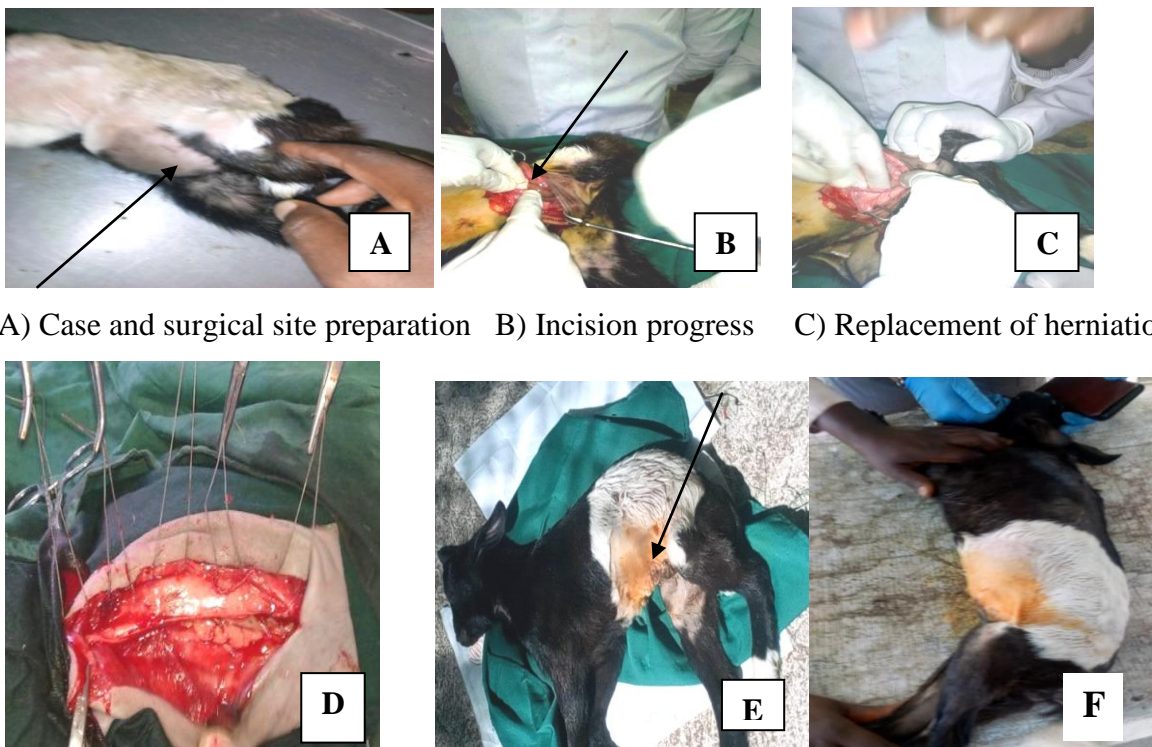 A
B
C
A) Case and surgical site preparation B) Incision progress C) Replacement of herniatio
D
E
F